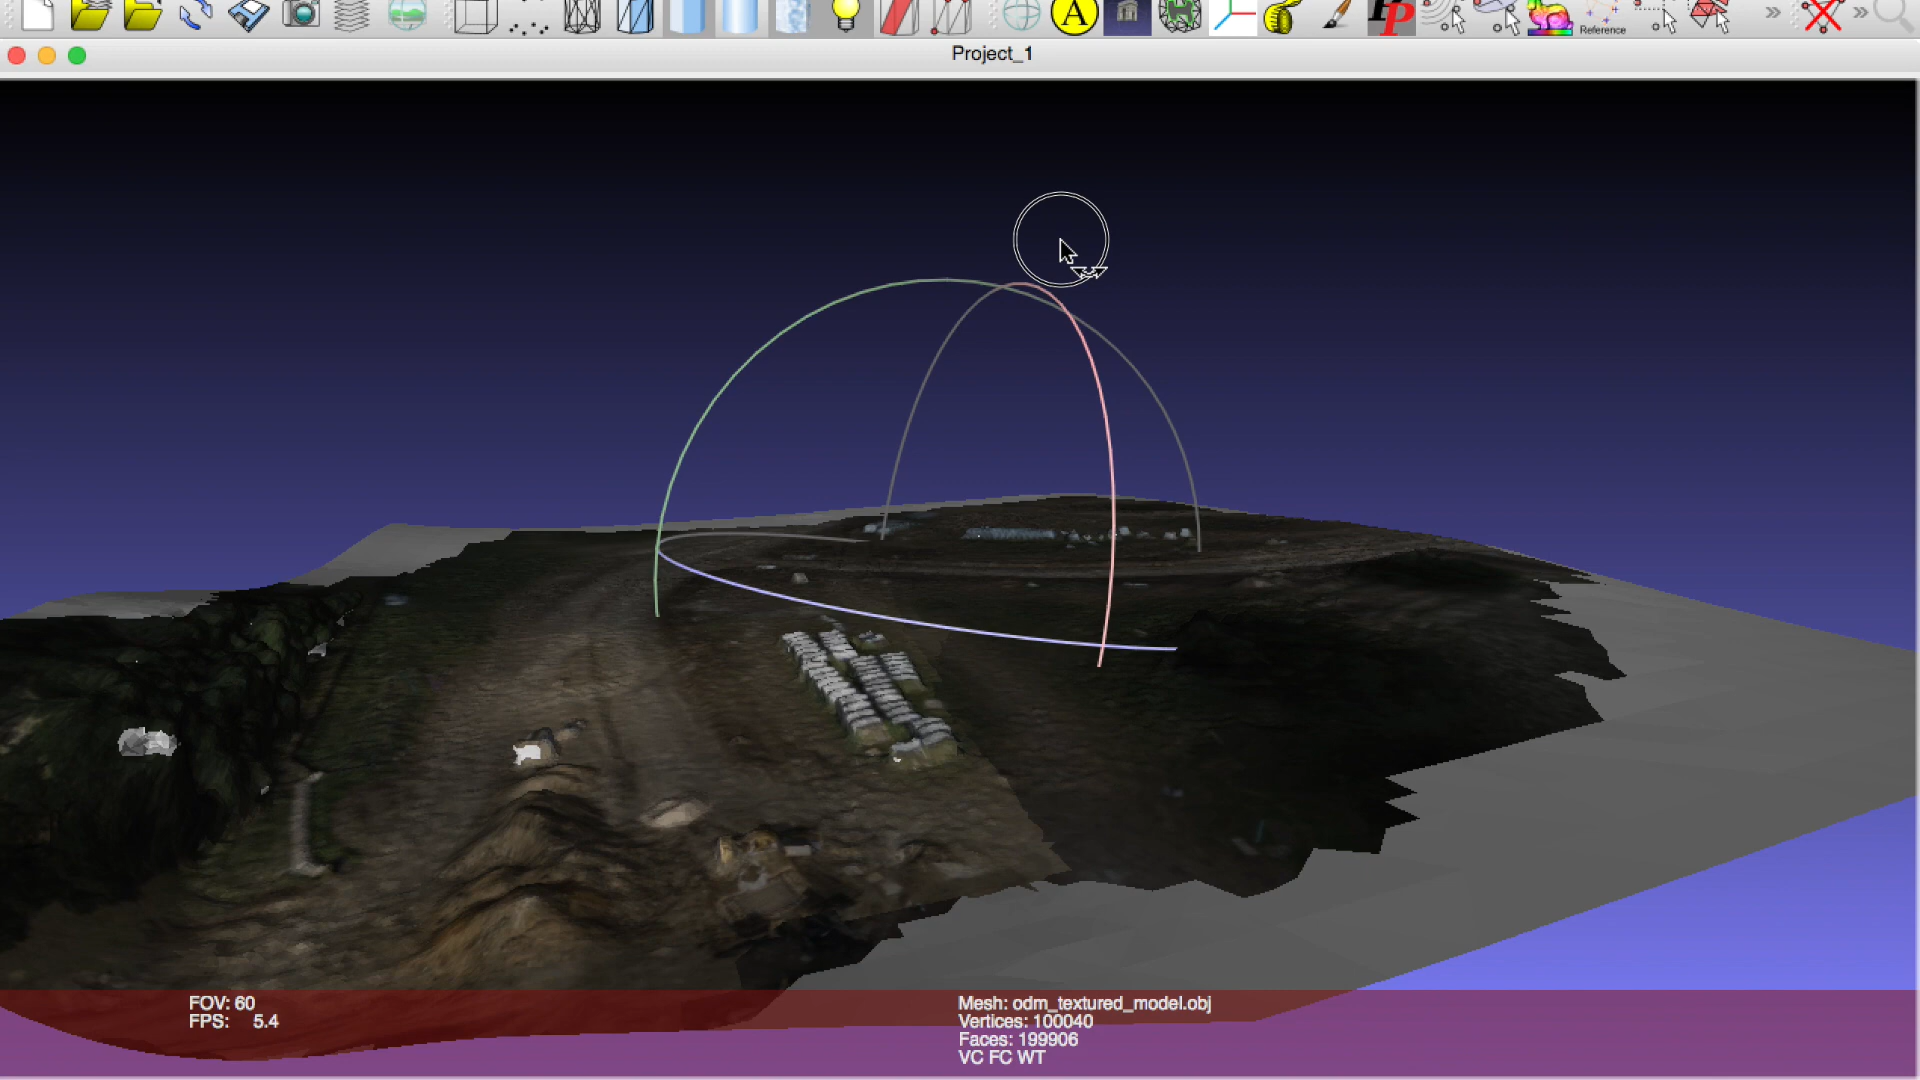 A
P
Reference
Project_1
FOV: 60
FPS: 5.4
Mesh: odm_textured_model.obj
Vertices: 100040
Faces: 199906
VC FC WT